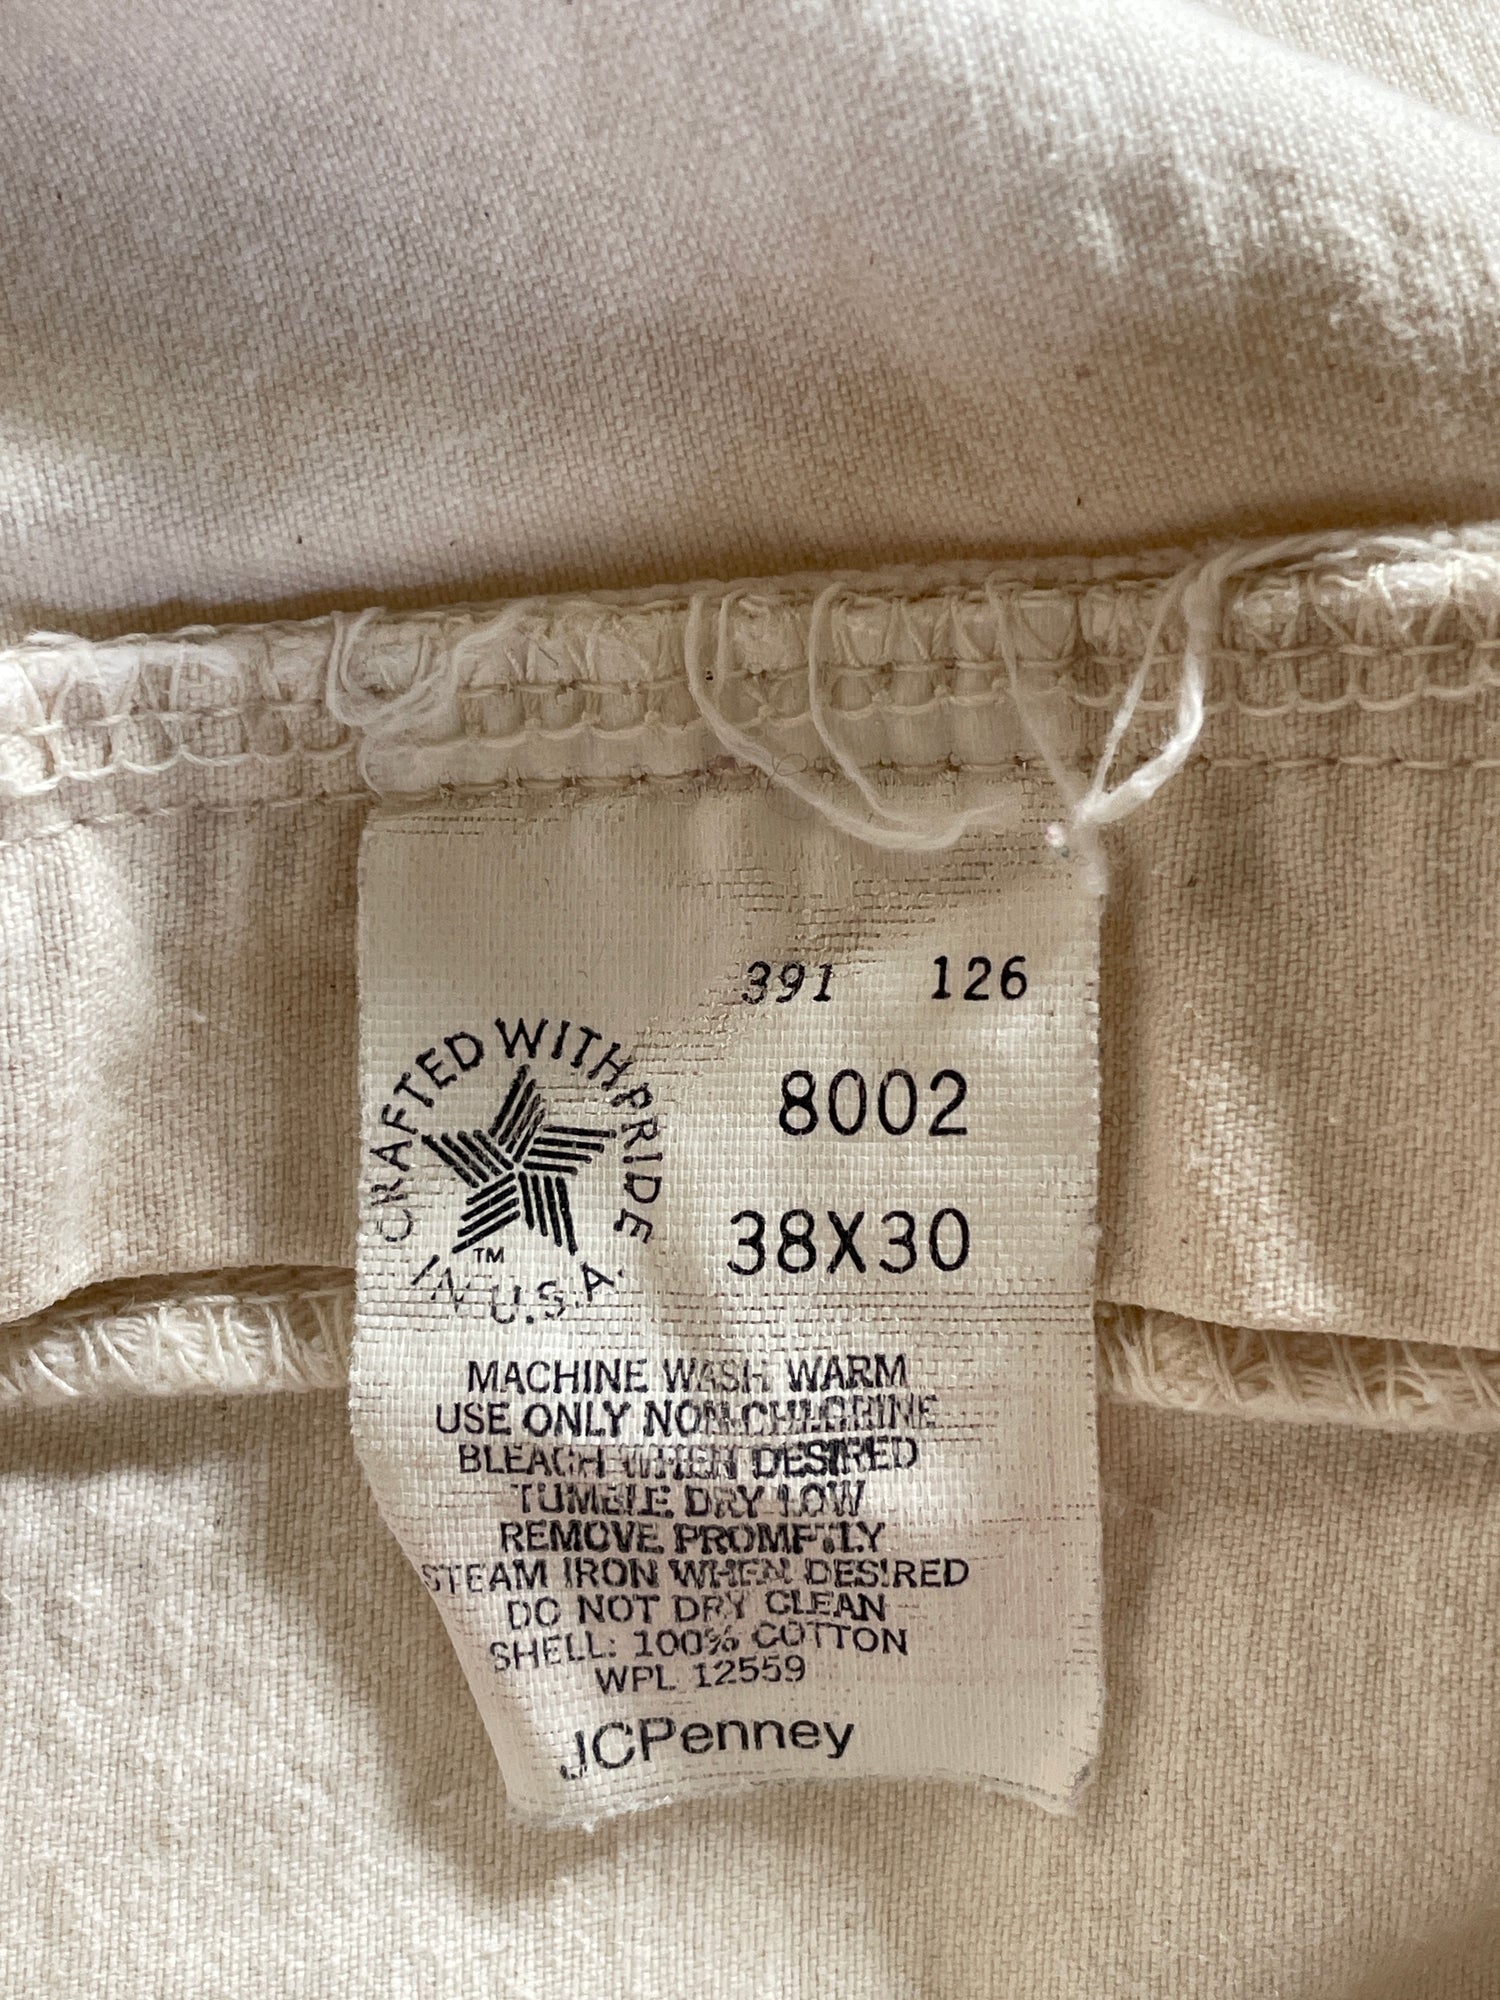 391 126
CRAFTED WITH PRIDE
IN U.S.A.
TM
8002
38X30
MACHINE WASH WARM
USE ONLY NON-CHLORINE
BLEACH WHEN DESIRED
TUMBLE DRY LOW
REMOVE PROMPTLY
STEAM IRON WHEN DESIRED
DO NOT DRY CLEAN
SHELL: 100% COTTON
WPL 12559
JCPenney